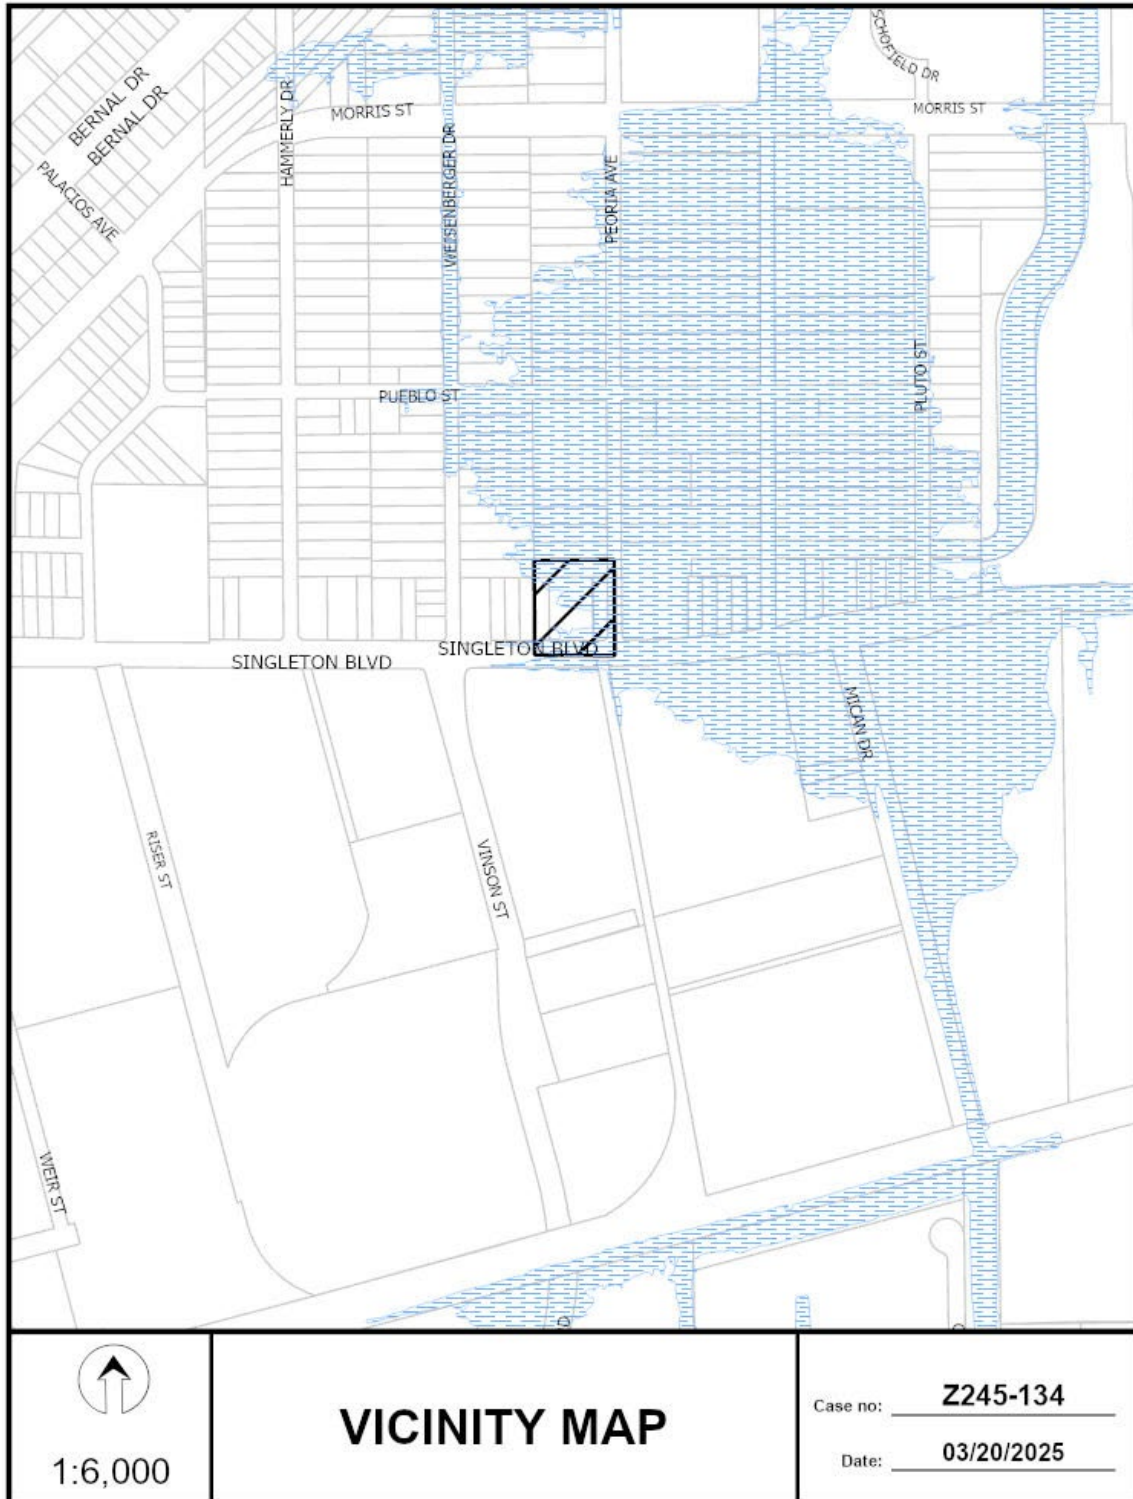 SCHOFIELD DR
BERNAL DR
BERNAL DR
HAMMERLY DR
MORRIS ST
MORRIS ST
WEISENBERGER DR
PEORIA AVE
PALACIOS AVE
PLUTO ST
PUEBLO ST
SINGLETON BLVD
SINGLETON BLVD
MICAN DR
RISER ST
VINSON ST
WEIR ST
1:6,000
VICINITY MAP
Case no: Z245-134
Date: 03/20/2025